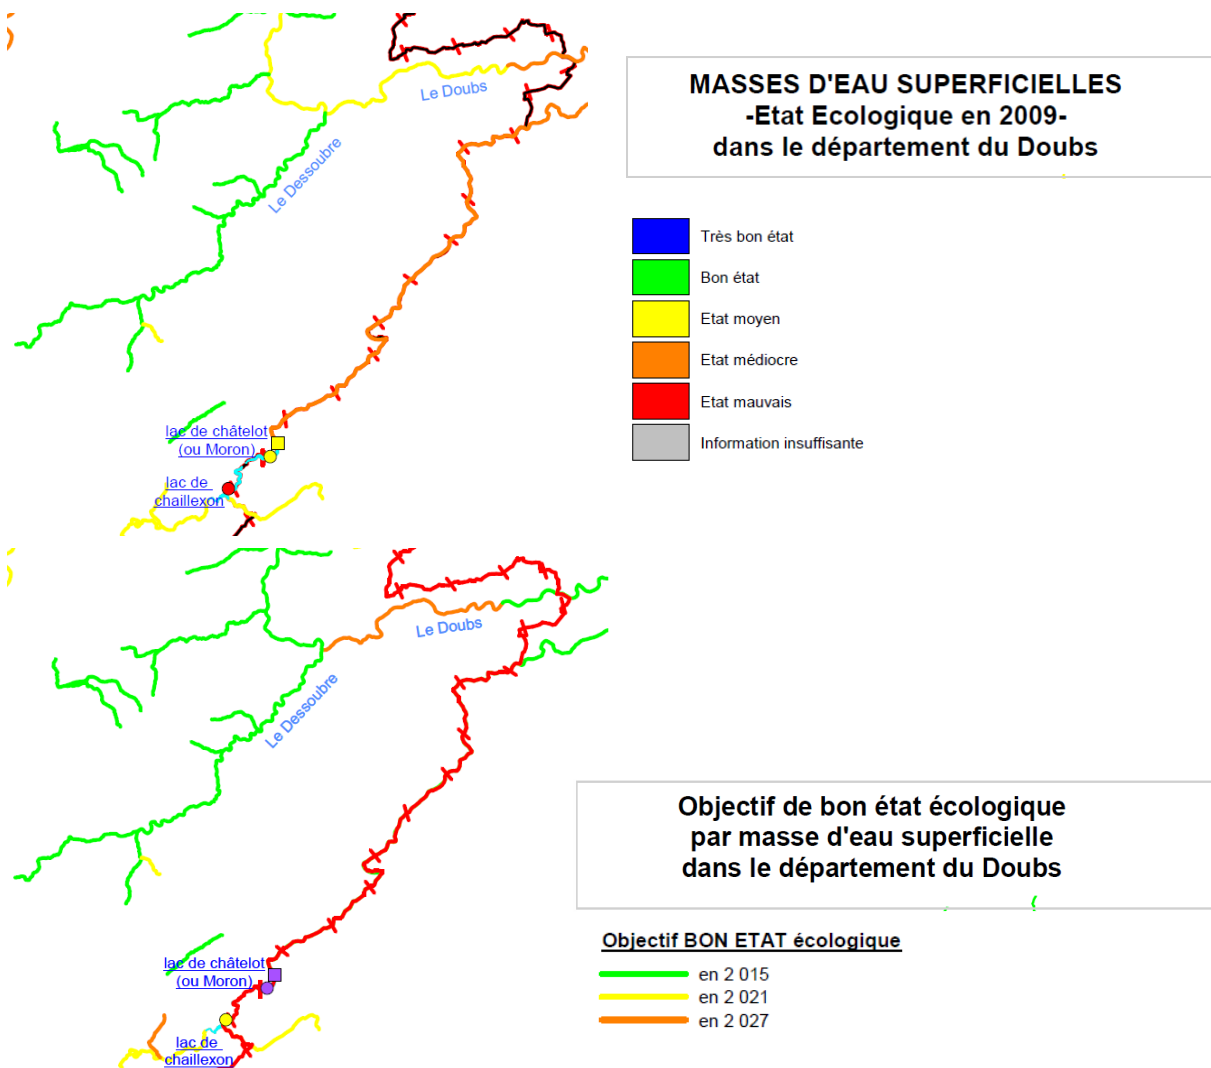 MASSES D'EAU SUPERFICIELLES
-Etat Ecologique en 2009-
dans le département du Doubs
Le Doubs
Le Dessoubre
Très bon état
Bon état
Etat moyen
Etat médiocre
Etat mauvais
Information insuffisante
lac de châtelot
(ou Moron)
lac de
chaillexon
Le Doubs
Le Dessoubre
Objectif de bon état écologique
par masse d'eau superficielle
dans le département du Doubs
Objectif BON ETAT écologique
en 2 015
en 2 021
en 2 027
lac de châtelot
(ou Moron)
lac de
chaillexon